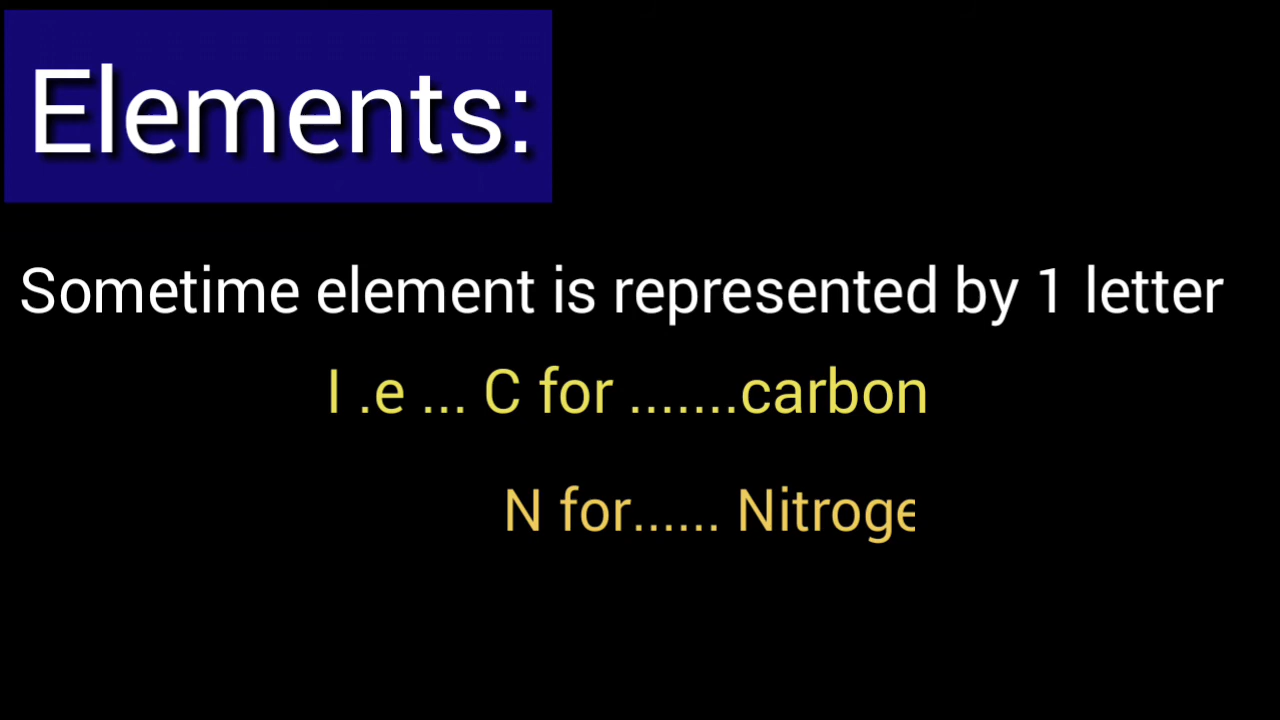 Elements:
Sometime element is represented by 1 letter
I .e ... C for .......carbon
N for...... Nitroge